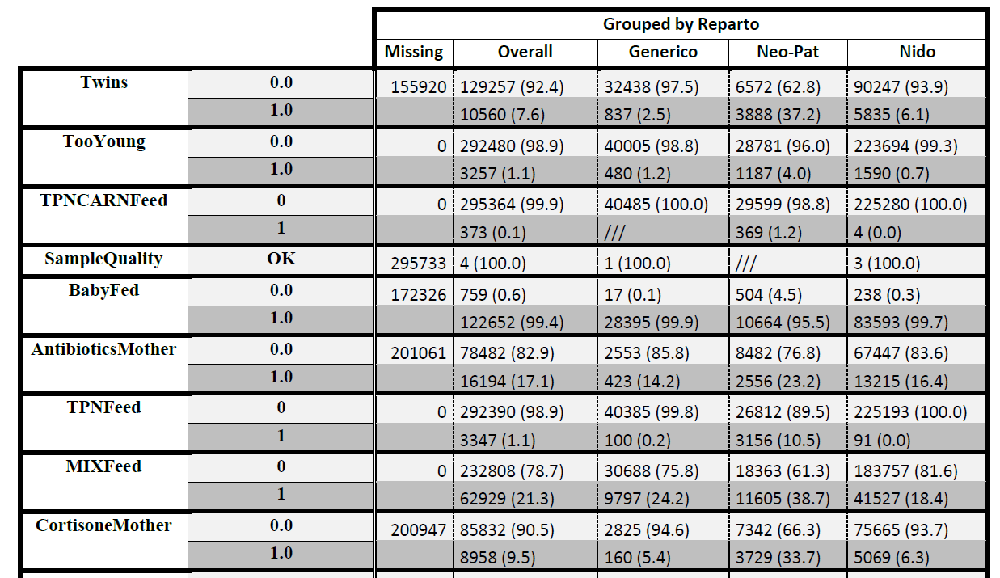 Grouped by Reparto
Missing Overall Generico Neo-Pat Nido
Twins 0.0 155920 129257 (92.4) 32438 (97.5) 6572 (62.8) 90247 (93.9)
1.0 10560 (7.6) 837 (2.5) 3888 (37.2) 5835 (6.1)
TooYoung 0.0 0 292480 (98.9) 40005 (98.8) 28781 (96.0) 223694 (99.3)
1.0 3257 (1.1) 480 (1.2) 1187 (4.0) 1590 (0.7)
TPNCARNFeed 0 0 295364 (99.9) 40485 (100.0) 29599 (98.8) 225280 (100.0)
1 373 (0.1) /// 369 (1.2) 4 (0.0)
SampleQuality OK 295733 4 (100.0) 1 (100.0) /// 3 (100.0)
BabyFed 0.0 172326 759 (0.6) 17 (0.1) 504 (4.5) 238 (0.3)
1.0 122652 (99.4) 28395 (99.9) 10664 (95.5) 83593 (99.7)
AntibioticsMother 0.0 201061 78482 (82.9) 2553 (85.8) 8482 (76.8) 67447 (83.6)
1.0 16194 (17.1) 423 (14.2) 2556 (23.2) 13215 (16.4)
TPNFeed 0 0 292390 (98.9) 40385 (99.8) 26812 (89.5) 225193 (100.0)
1 3347 (1.1) 100 (0.2) 3156 (10.5) 91 (0.0)
MIXFeed 0 0 232808 (78.7) 30688 (75.8) 18363 (61.3) 183757 (81.6)
1 62929 (21.3) 9797 (24.2) 11605 (38.7) 41527 (18.4)
CortisoneMother 0.0 200947 85832 (90.5) 2825 (94.6) 7342 (66.3) 75665 (93.7)
1.0 8958 (9.5) 160 (5.4) 3729 (33.7) 5069 (6.3)